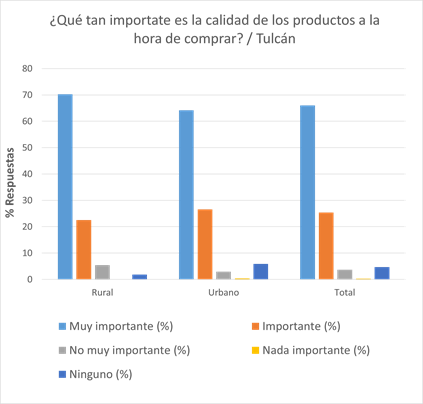 ¿Qué tan importate es la calidad de los productos a la
hora de comprar? / Tulcán
% Respuestas
80
70
60
50
40
30
20
10
0
Rural Urbano Total
Muy importante (%) Importante (%)
No muy importante (%) Nada importante (%)
Ninguno (%)